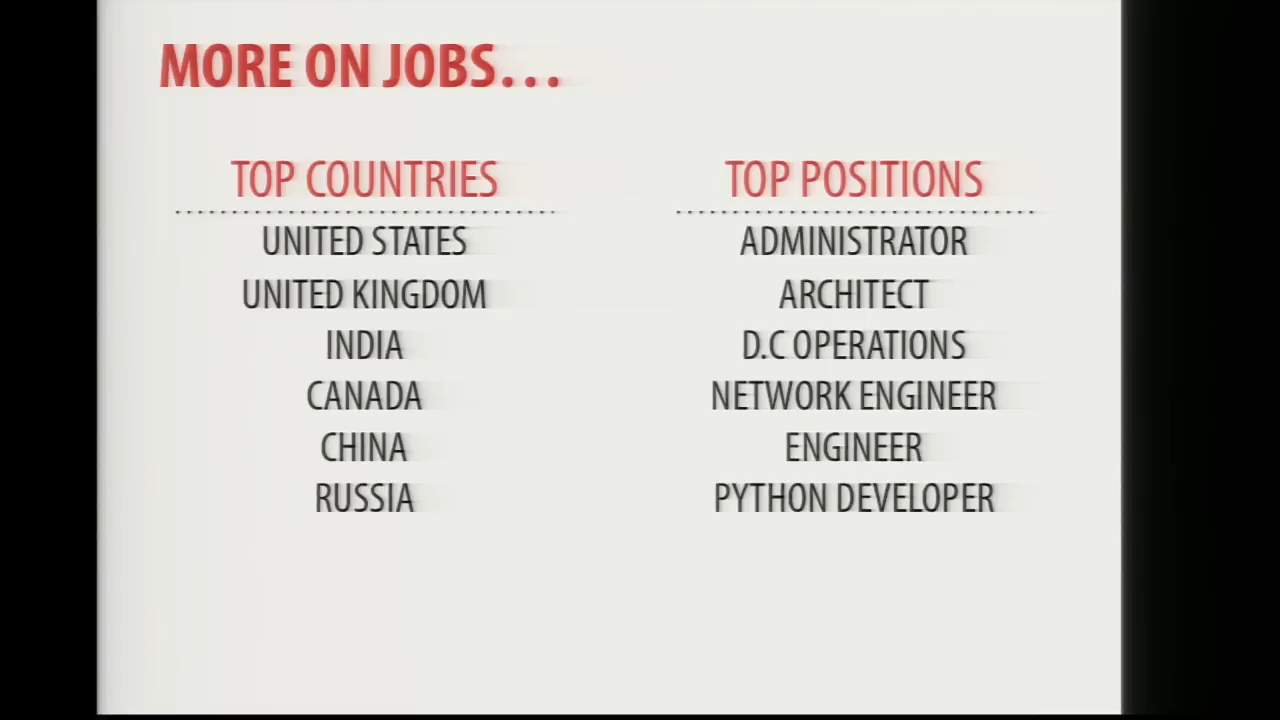 MORE ON JOBS...
TOP COUNTRIES
UNITED STATES
UNITED KINGDOM
INDIA
CANADA
CHINA
RUSSIA
TOP POSITIONS
ADMINISTRATOR
ARCHITECT
D.C OPERATIONS
NETWORK ENGINEER
ENGINEER
PYTHON DEVELOPER